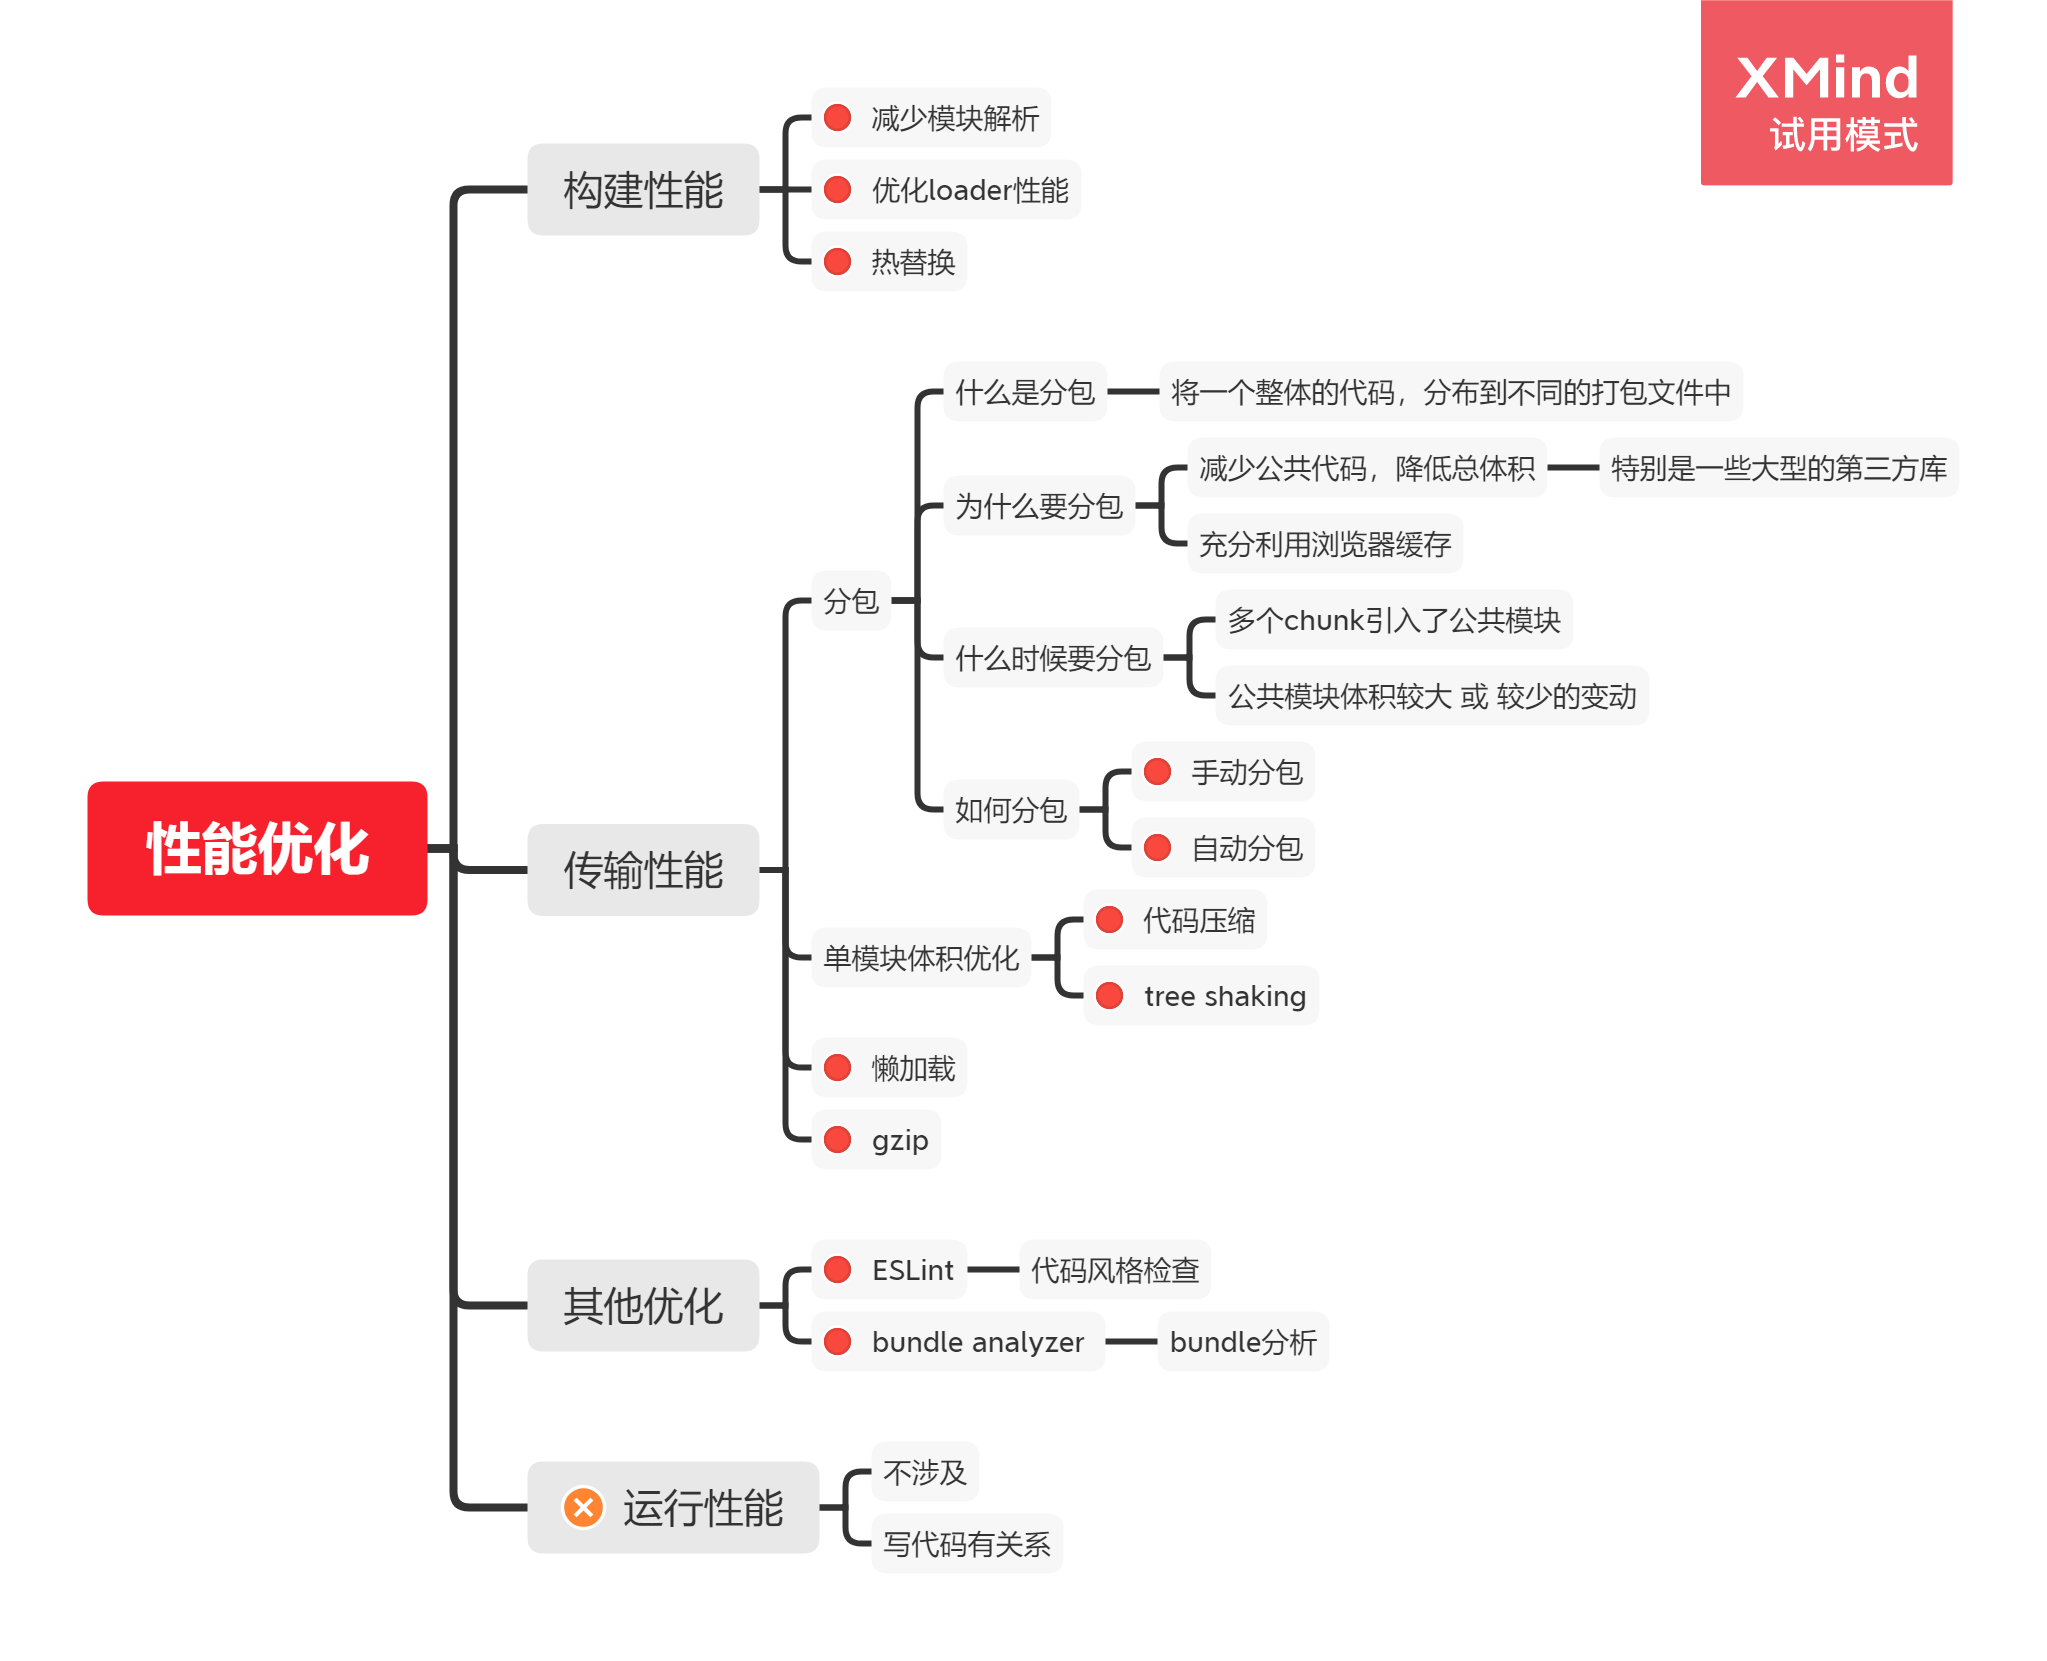 XMind
试用模式
性能优化
构建性能
减少模块解析
优化loader性能
热替换
传输性能
分包
什么是分包
将一个整体的代码，分布到不同的打包文件中
为什么要分包
减少公共代码，降低总体积
特别是一些大型的第三方库
充分利用浏览器缓存
什么时候要分包
多个chunk引入了公共模块
公共模块体积较大 或 较少的变动
如何分包
手动分包
自动分包
单模块体积优化
代码压缩
tree shaking
懒加载
gzip
其他优化
ESLint
代码风格检查
bundle analyzer
bundle分析
运行性能
不涉及
写代码有关系